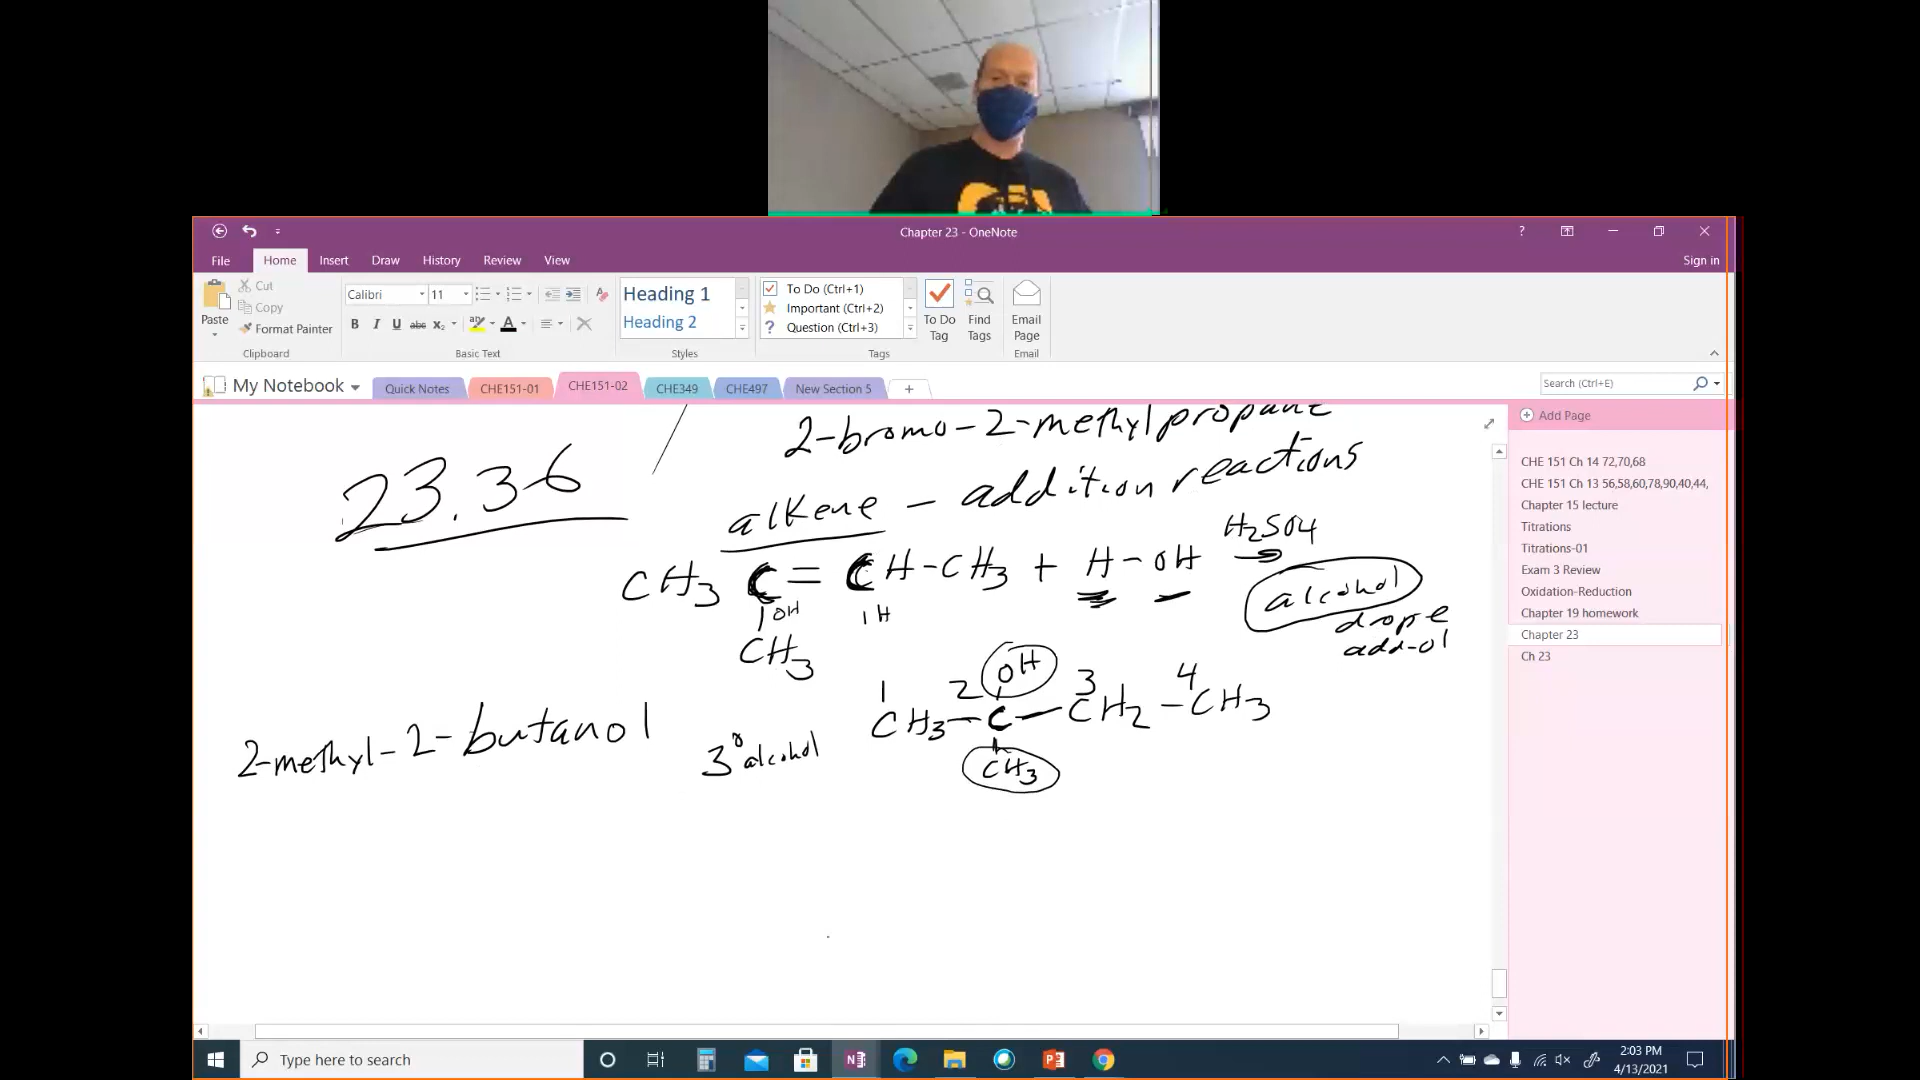 Chapter 23 - OneNote
?
File Home Insert Draw History Review View Sign in
Paste
Cut
Copy
Format Painter
Clipboard
Calibri 11
B I U abc X₂ A
Basic Text
Heading 1
Heading 2
Styles
To Do (Ctrl+1)
Important (Ctrl+2)
? Question (Ctrl+3)
Tags
To Do Tag
Find Tags
Email Page
Email
My Notebook Quick Notes CHE151-01 CHE151-02 CHE349 CHE497 New Section 5 +
Search (Ctrl+E)
Add Page
CHE 151 Ch 14 72,70,68
CHE 151 Ch 13 56,58,60,78,90,40,44,
Chapter 15 lecture
Titrations
Titrations-01
Exam 3 Review
Oxidation-Reduction
Chapter 19 homework
Chapter 23
Ch 23
2-bromo-2-methylpropane
23.36
alkene - addition reactions
CH3 C = CH-CH3 + H-OH H2SO4
OH H
CH3
alcohol
drop e
add-ol
1 2 OH 3 4
CH3-C-CH2-CH3
CH3
2-methyl-2-butanol 3° alcohol
Type here to search
2:03 PM
4/13/2021